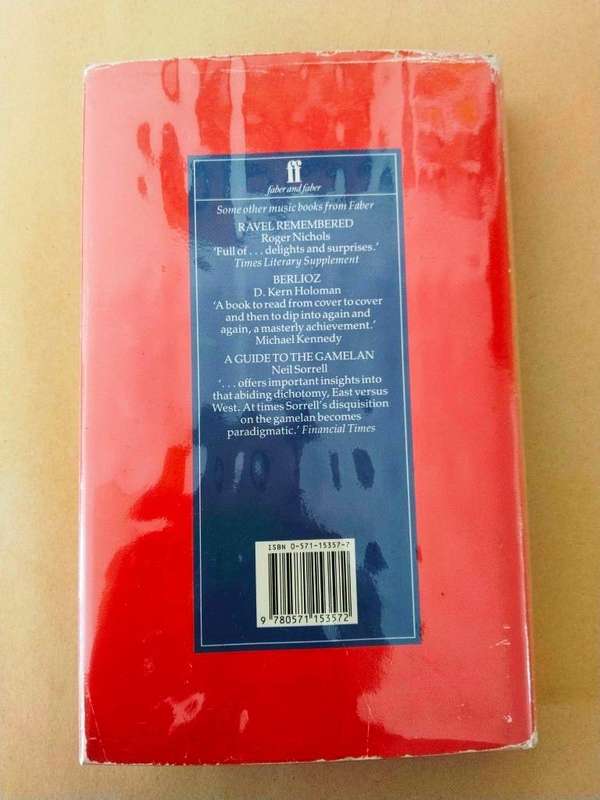 ff
faber and faber
Some other music books from Faber
RAVEL REMEMBERED
Roger Nichols
'Full of . . . delights and surprises.'
Times Literary Supplement
BERLIOZ
D. Kern Holoman
'A book to read from cover to cover
and then to dip into again and
again, a masterly achievement.'
Michael Kennedy
A GUIDE TO THE GAMELAN
Neil Sorrell
'. . . offers important insights into
that abiding dichotomy, East versus
West. At times Sorrell's disquisition
on the gamelan becomes
paradigmatic.' Financial Times
ISBN 0-571-15357-7
9 780571 153572